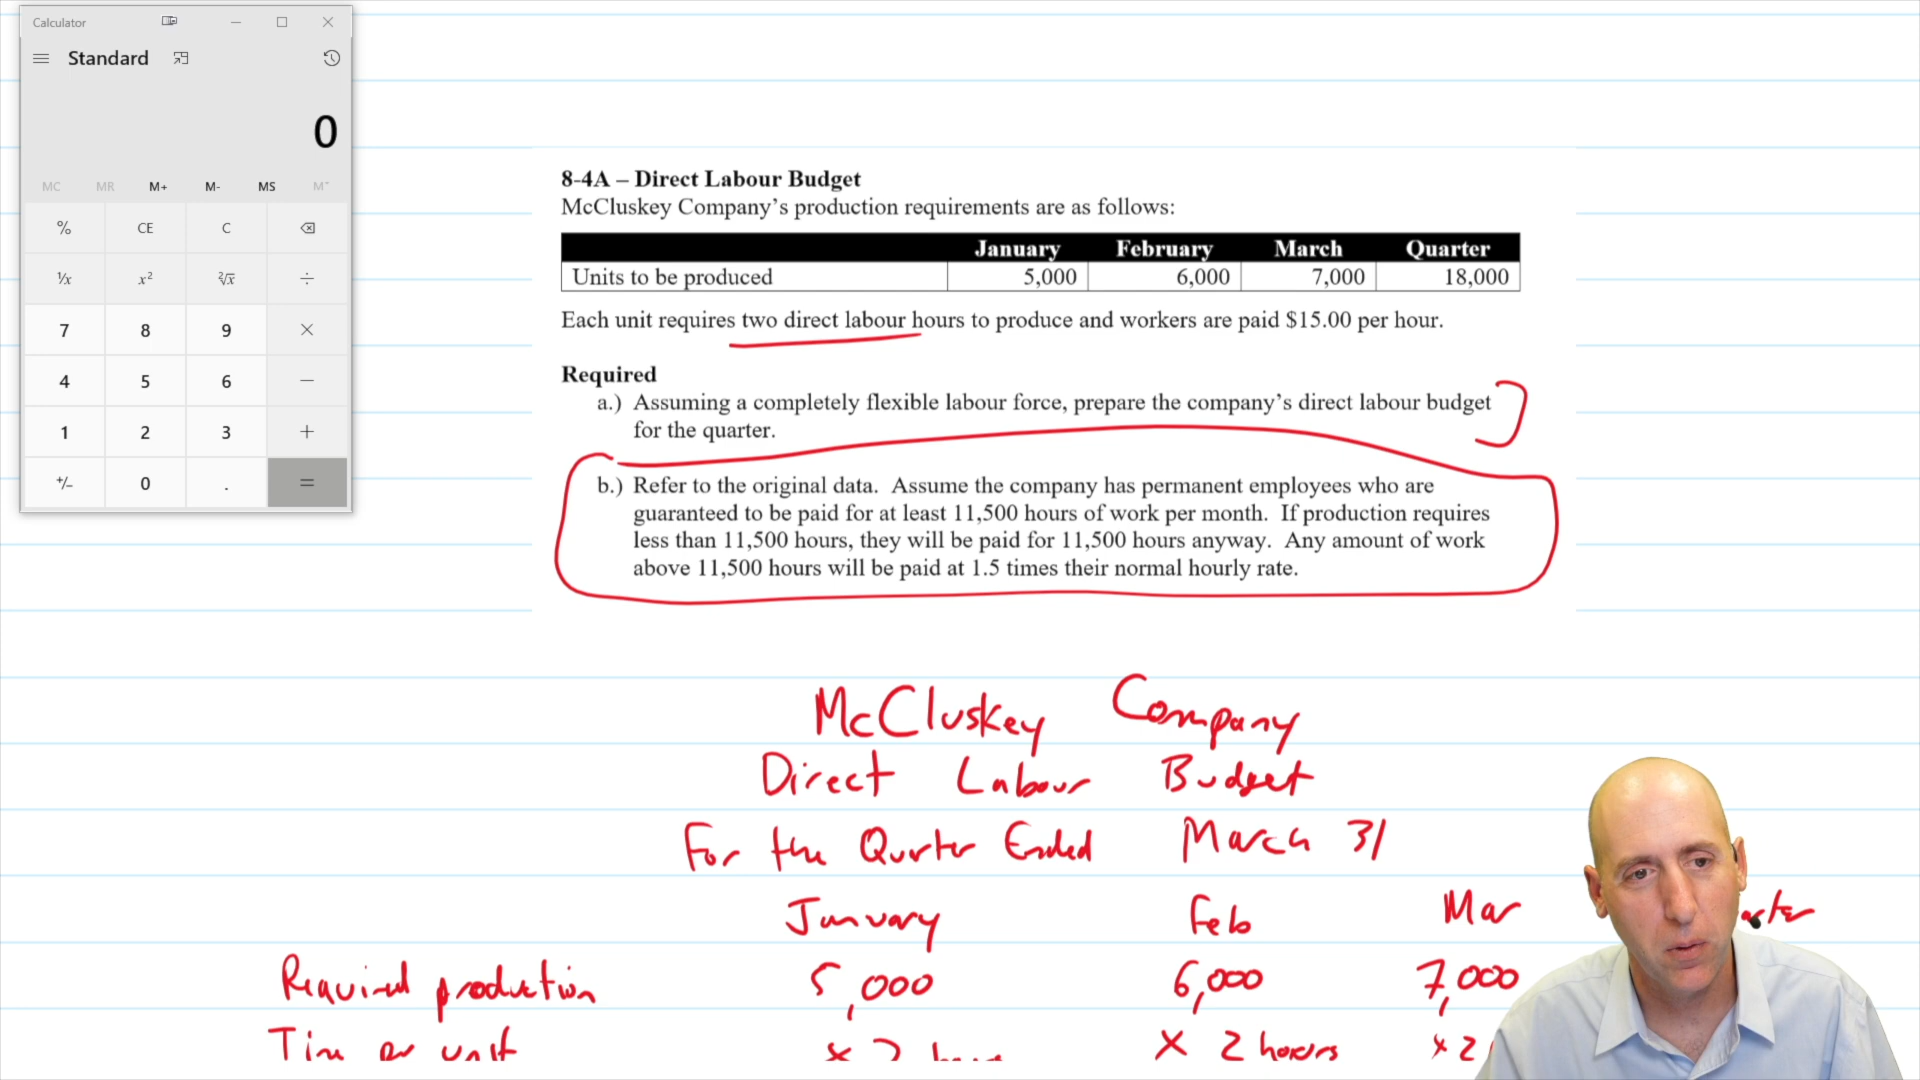 Calculator
Standard
0
MC MR M+ M- MS M˅
% CE C
¹/x x² ²√x ÷
7 8 9 ×
4 5 6 −
1 2 3 +
+/− 0 . =
8-4A – Direct Labour Budget
McCluskey Company's production requirements are as follows:
January February March Quarter
Units to be produced 5,000 6,000 7,000 18,000
Each unit requires two direct labour hours to produce and workers are paid $15.00 per hour.
Required
a.) Assuming a completely flexible labour force, prepare the company's direct labour budget
for the quarter.
b.) Refer to the original data. Assume the company has permanent employees who are
guaranteed to be paid for at least 11,500 hours of work per month. If production requires
less than 11,500 hours, they will be paid for 11,500 hours anyway. Any amount of work
above 11,500 hours will be paid at 1.5 times their normal hourly rate.
McCluskey Company
Direct Labour Budget
For the Qurter Ended March 31
January Feb Mar
Required production 5,000 6,000 7,000
Time per unit × 2 hours × 2